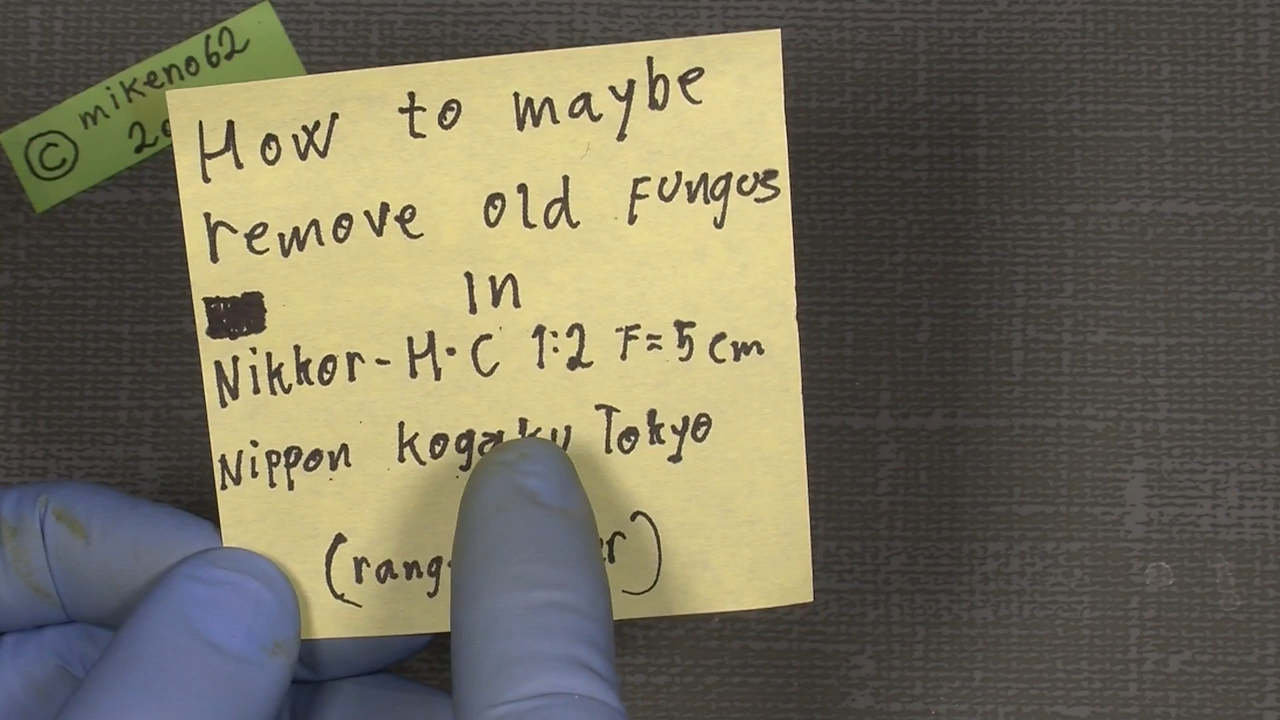 © mikeno62
How to maybe
remove old Fungus
In
Nikkor-H·C 1:2 F=5cm
Nippon Kogaku Tokyo